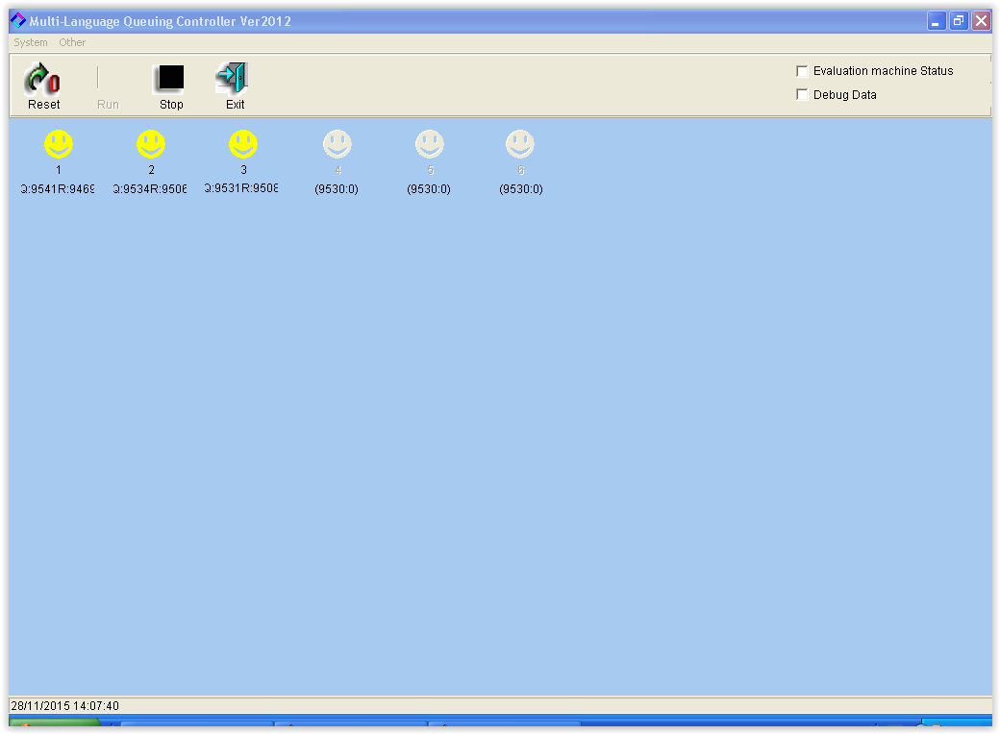 Multi-Language Queuing Controller Ver2012
System Other
Reset Run Stop Exit
Evaluation machine Status
Debug Data
1 2 3 4 5 6
Q:9541R:9469 Q:9534R:9506 Q:9531R:9508 (9530:0) (9530:0) (9530:0)
28/11/2015 14:07:40